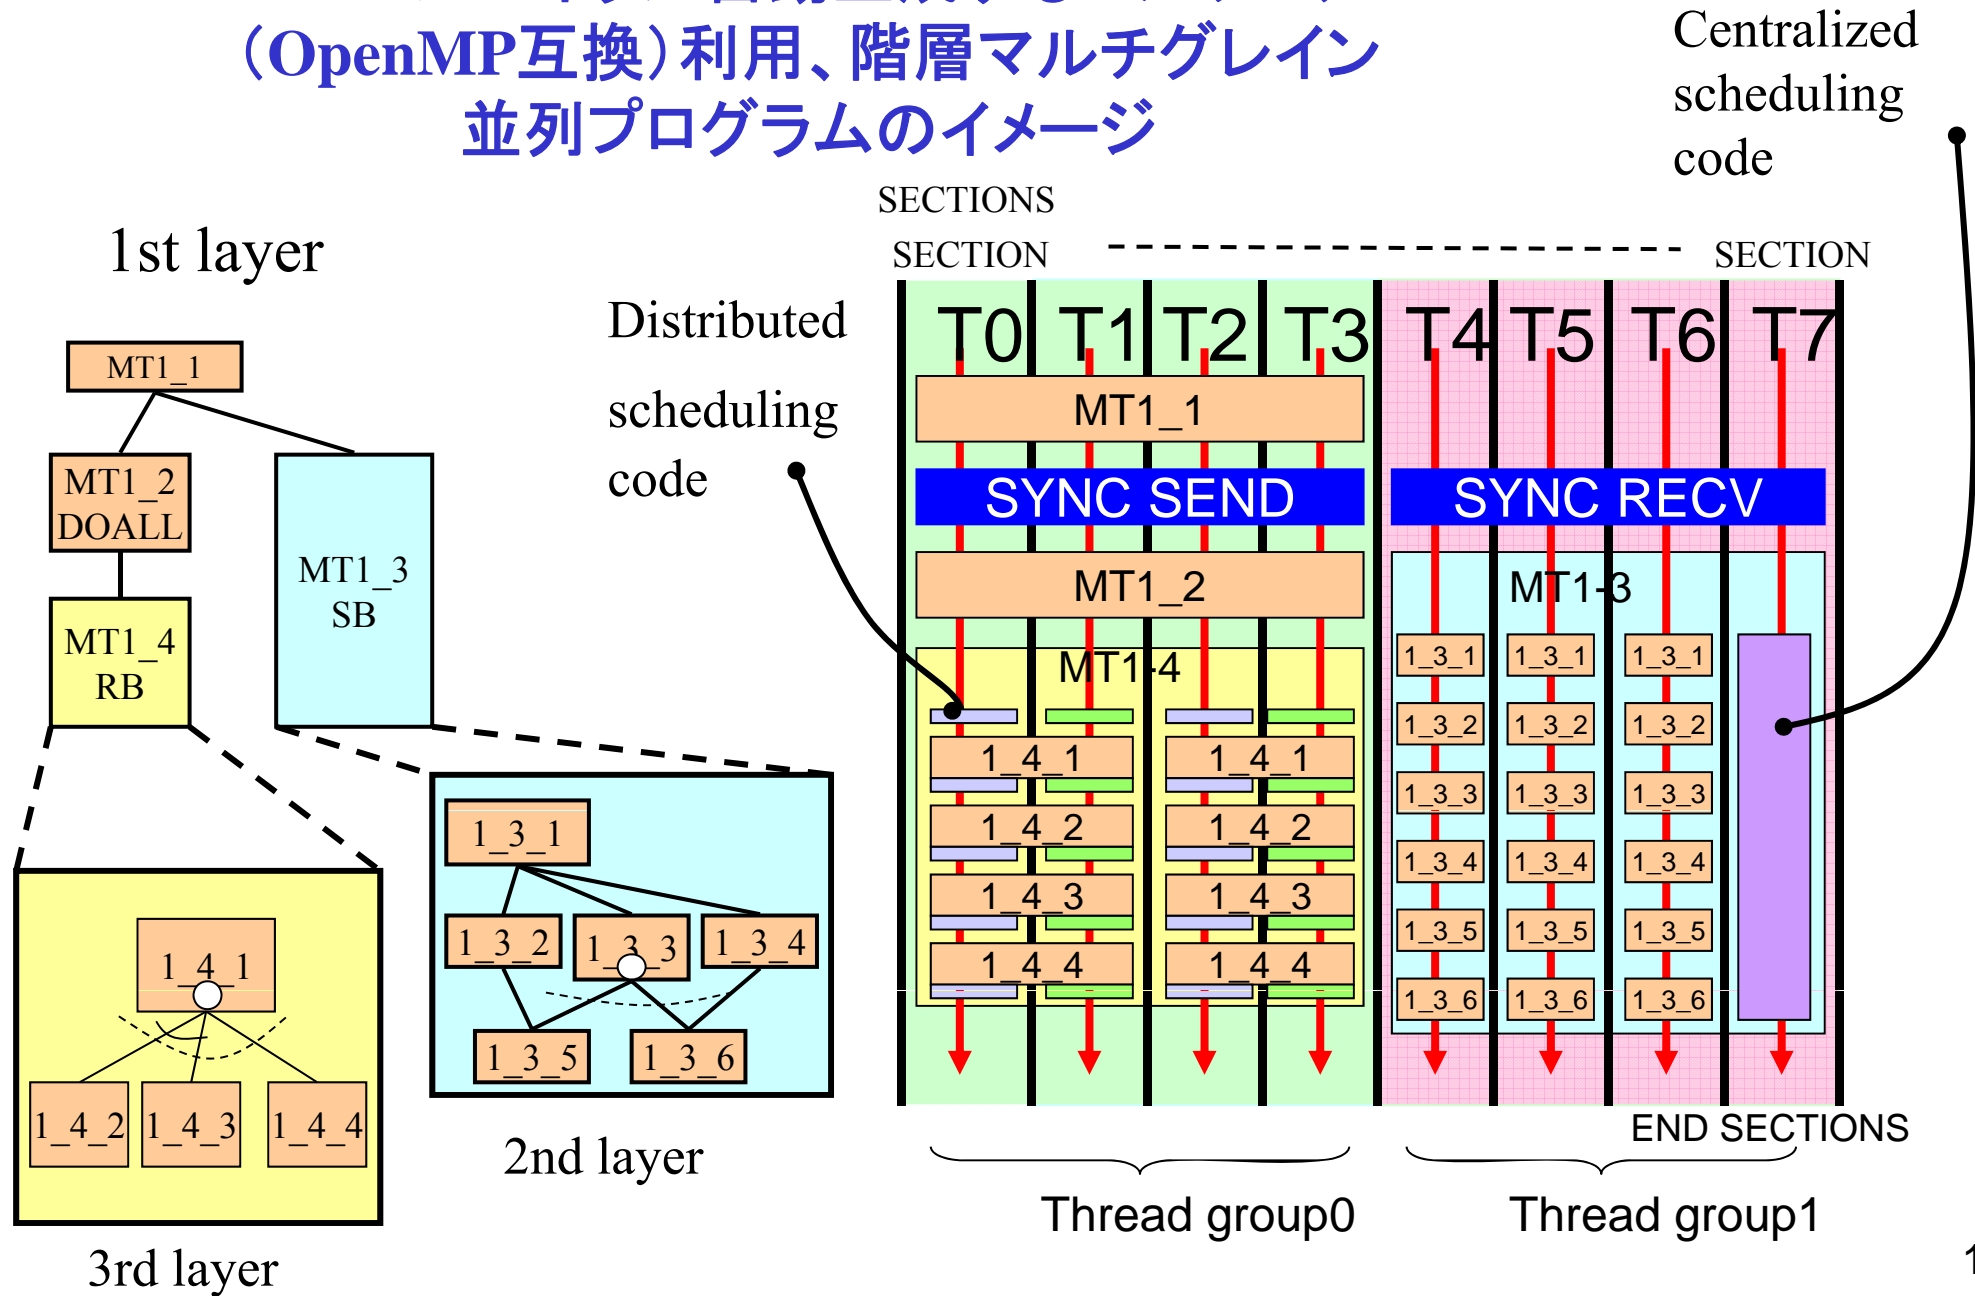 （OpenMP互換）利用、階層マルチグレイン
並列プログラムのイメージ
Centralized
scheduling
code
SECTIONS
SECTION
SECTION
1st layer
MT1_1
MT1_2
DOALL
MT1_3
SB
MT1_4
RB
Distributed
scheduling
code
T0 T1 T2 T3 T4 T5 T6 T7
MT1_1
SYNC SEND
SYNC RECV
MT1_2
MT1-3
MT1-4
1_3_1 1_3_1 1_3_1
1_3_2 1_3_2 1_3_2
1_4_1 1_4_1
1_3_3 1_3_3 1_3_3
1_4_2 1_4_2
1_3_4 1_3_4 1_3_4
1_4_3 1_4_3
1_3_5 1_3_5 1_3_5
1_4_4 1_4_4
1_3_6 1_3_6 1_3_6
END SECTIONS
Thread group0
Thread group1
1_3_1
1_3_2 1_3_3 1_3_4
1_3_5 1_3_6
2nd layer
1_4_1
1_4_2 1_4_3 1_4_4
3rd layer
1